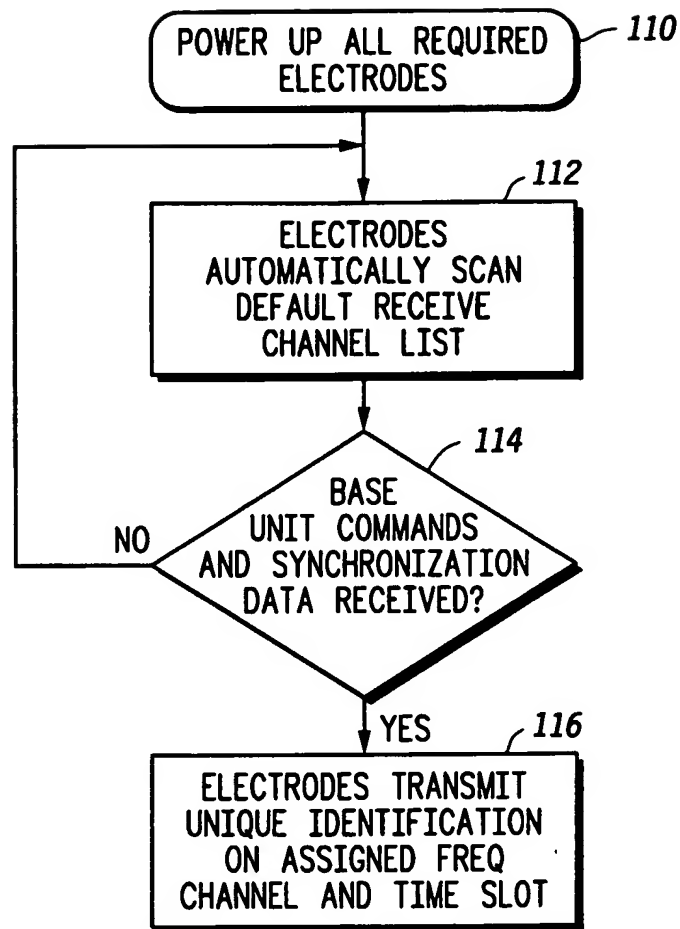 POWER UP ALL REQUIRED
ELECTRODES
110
112
ELECTRODES
AUTOMATICALLY SCAN
DEFAULT RECEIVE
CHANNEL LIST
114
BASE
UNIT COMMANDS
AND SYNCHRONIZATION
DATA RECEIVED?
NO
YES
116
ELECTRODES TRANSMIT
UNIQUE IDENTIFICATION
ON ASSIGNED FREQ
CHANNEL AND TIME SLOT